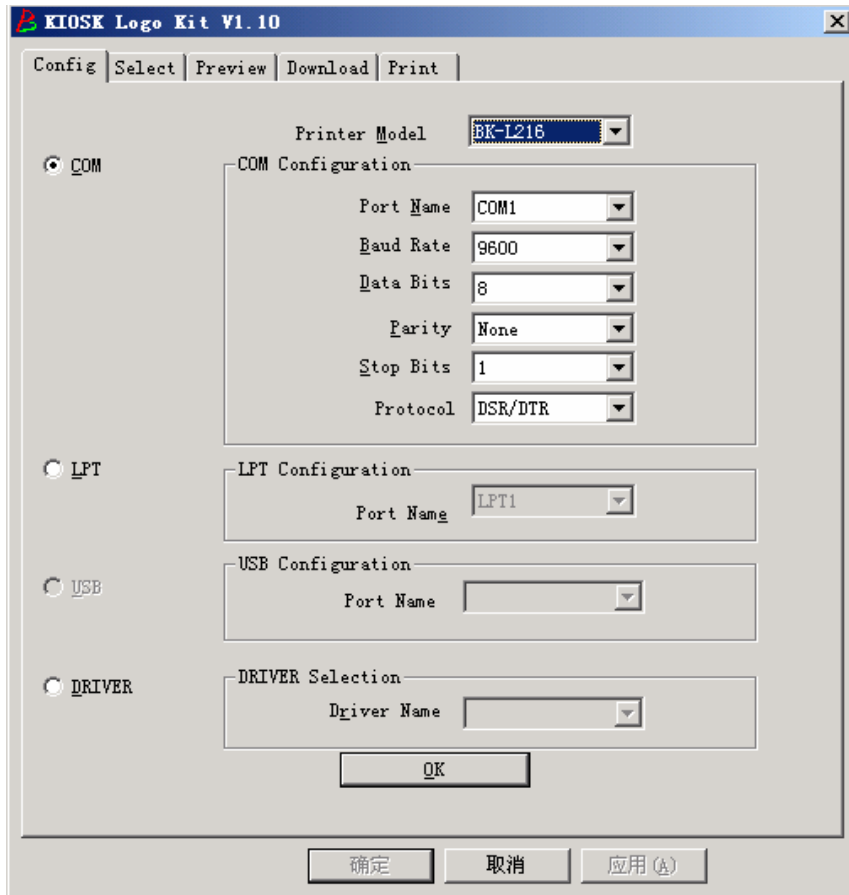 KIOSK Logo Kit V1.10
Config Select Preview Download Print
Printer Model BK-L216
COM COM Configuration
Port Name COM1
Baud Rate 9600
Data Bits 8
Parity None
Stop Bits 1
Protocol DSR/DTR
LPT LPT Configuration
Port Name LPT1
USB Configuration
USB Port Name
DRIVER DRIVER Selection
Driver Name
OK
确定 取消 应用(A)